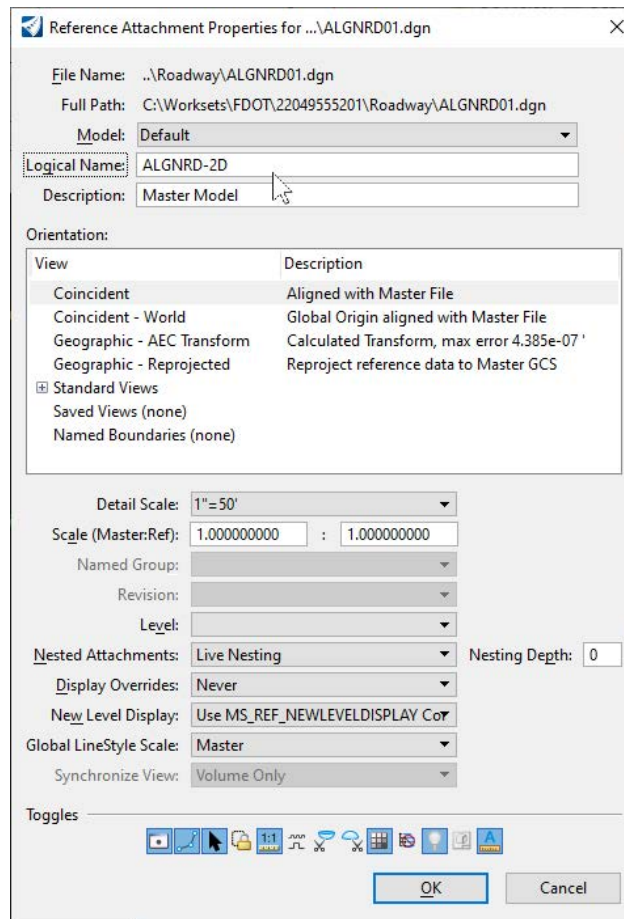 Reference Attachment Properties for ...\ALGNRD01.dgn
File Name: ..\Roadway\ALGNRD01.dgn
Full Path: C:\Worksets\FDOT\22049555201\Roadway\ALGNRD01.dgn
Model: Default
Logical Name: ALGNRD-2D
Description: Master Model
Orientation:
View Description
Coincident Aligned with Master File
Coincident - World Global Origin aligned with Master File
Geographic - AEC Transform Calculated Transform, max error 4.385e-07 '
Geographic - Reprojected Reproject reference data to Master GCS
Standard Views
Saved Views (none)
Named Boundaries (none)
Detail Scale: 1"=50'
Scale (Master:Ref): 1.000000000 : 1.000000000
Named Group:
Revision:
Level:
Nested Attachments: Live Nesting Nesting Depth: 0
Display Overrides: Never
New Level Display: Use MS_REF_NEWLEVELDISPLAY Cor
Global LineStyle Scale: Master
Synchronize View: Volume Only
Toggles
1:1 A
OK Cancel